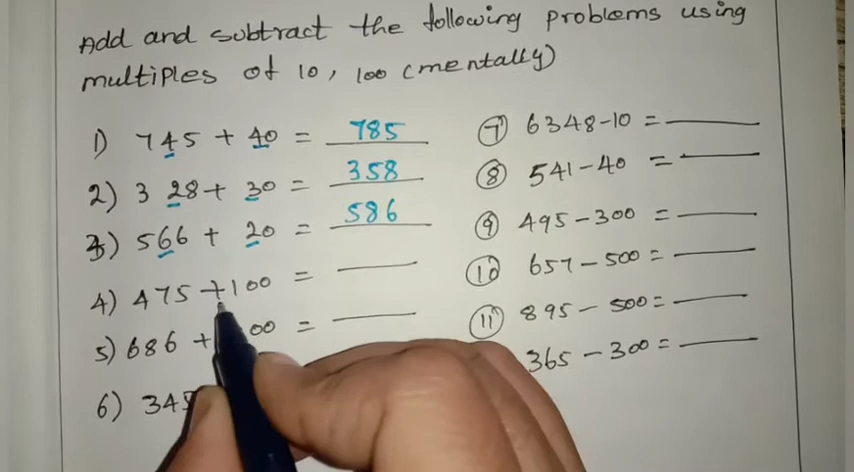 Add and subtract the following problems using
multiples of 10, 100 (mentally)
1) 745 + 40 = 785
2) 328 + 30 = 358
3) 566 + 20 = 586
4) 475 + 100 =
5) 686 + 00 =
6) 345
7 6348-10 =
8 541-40 =
9 495-300 =
10 657-500 =
11 895-500 =
365-300 =